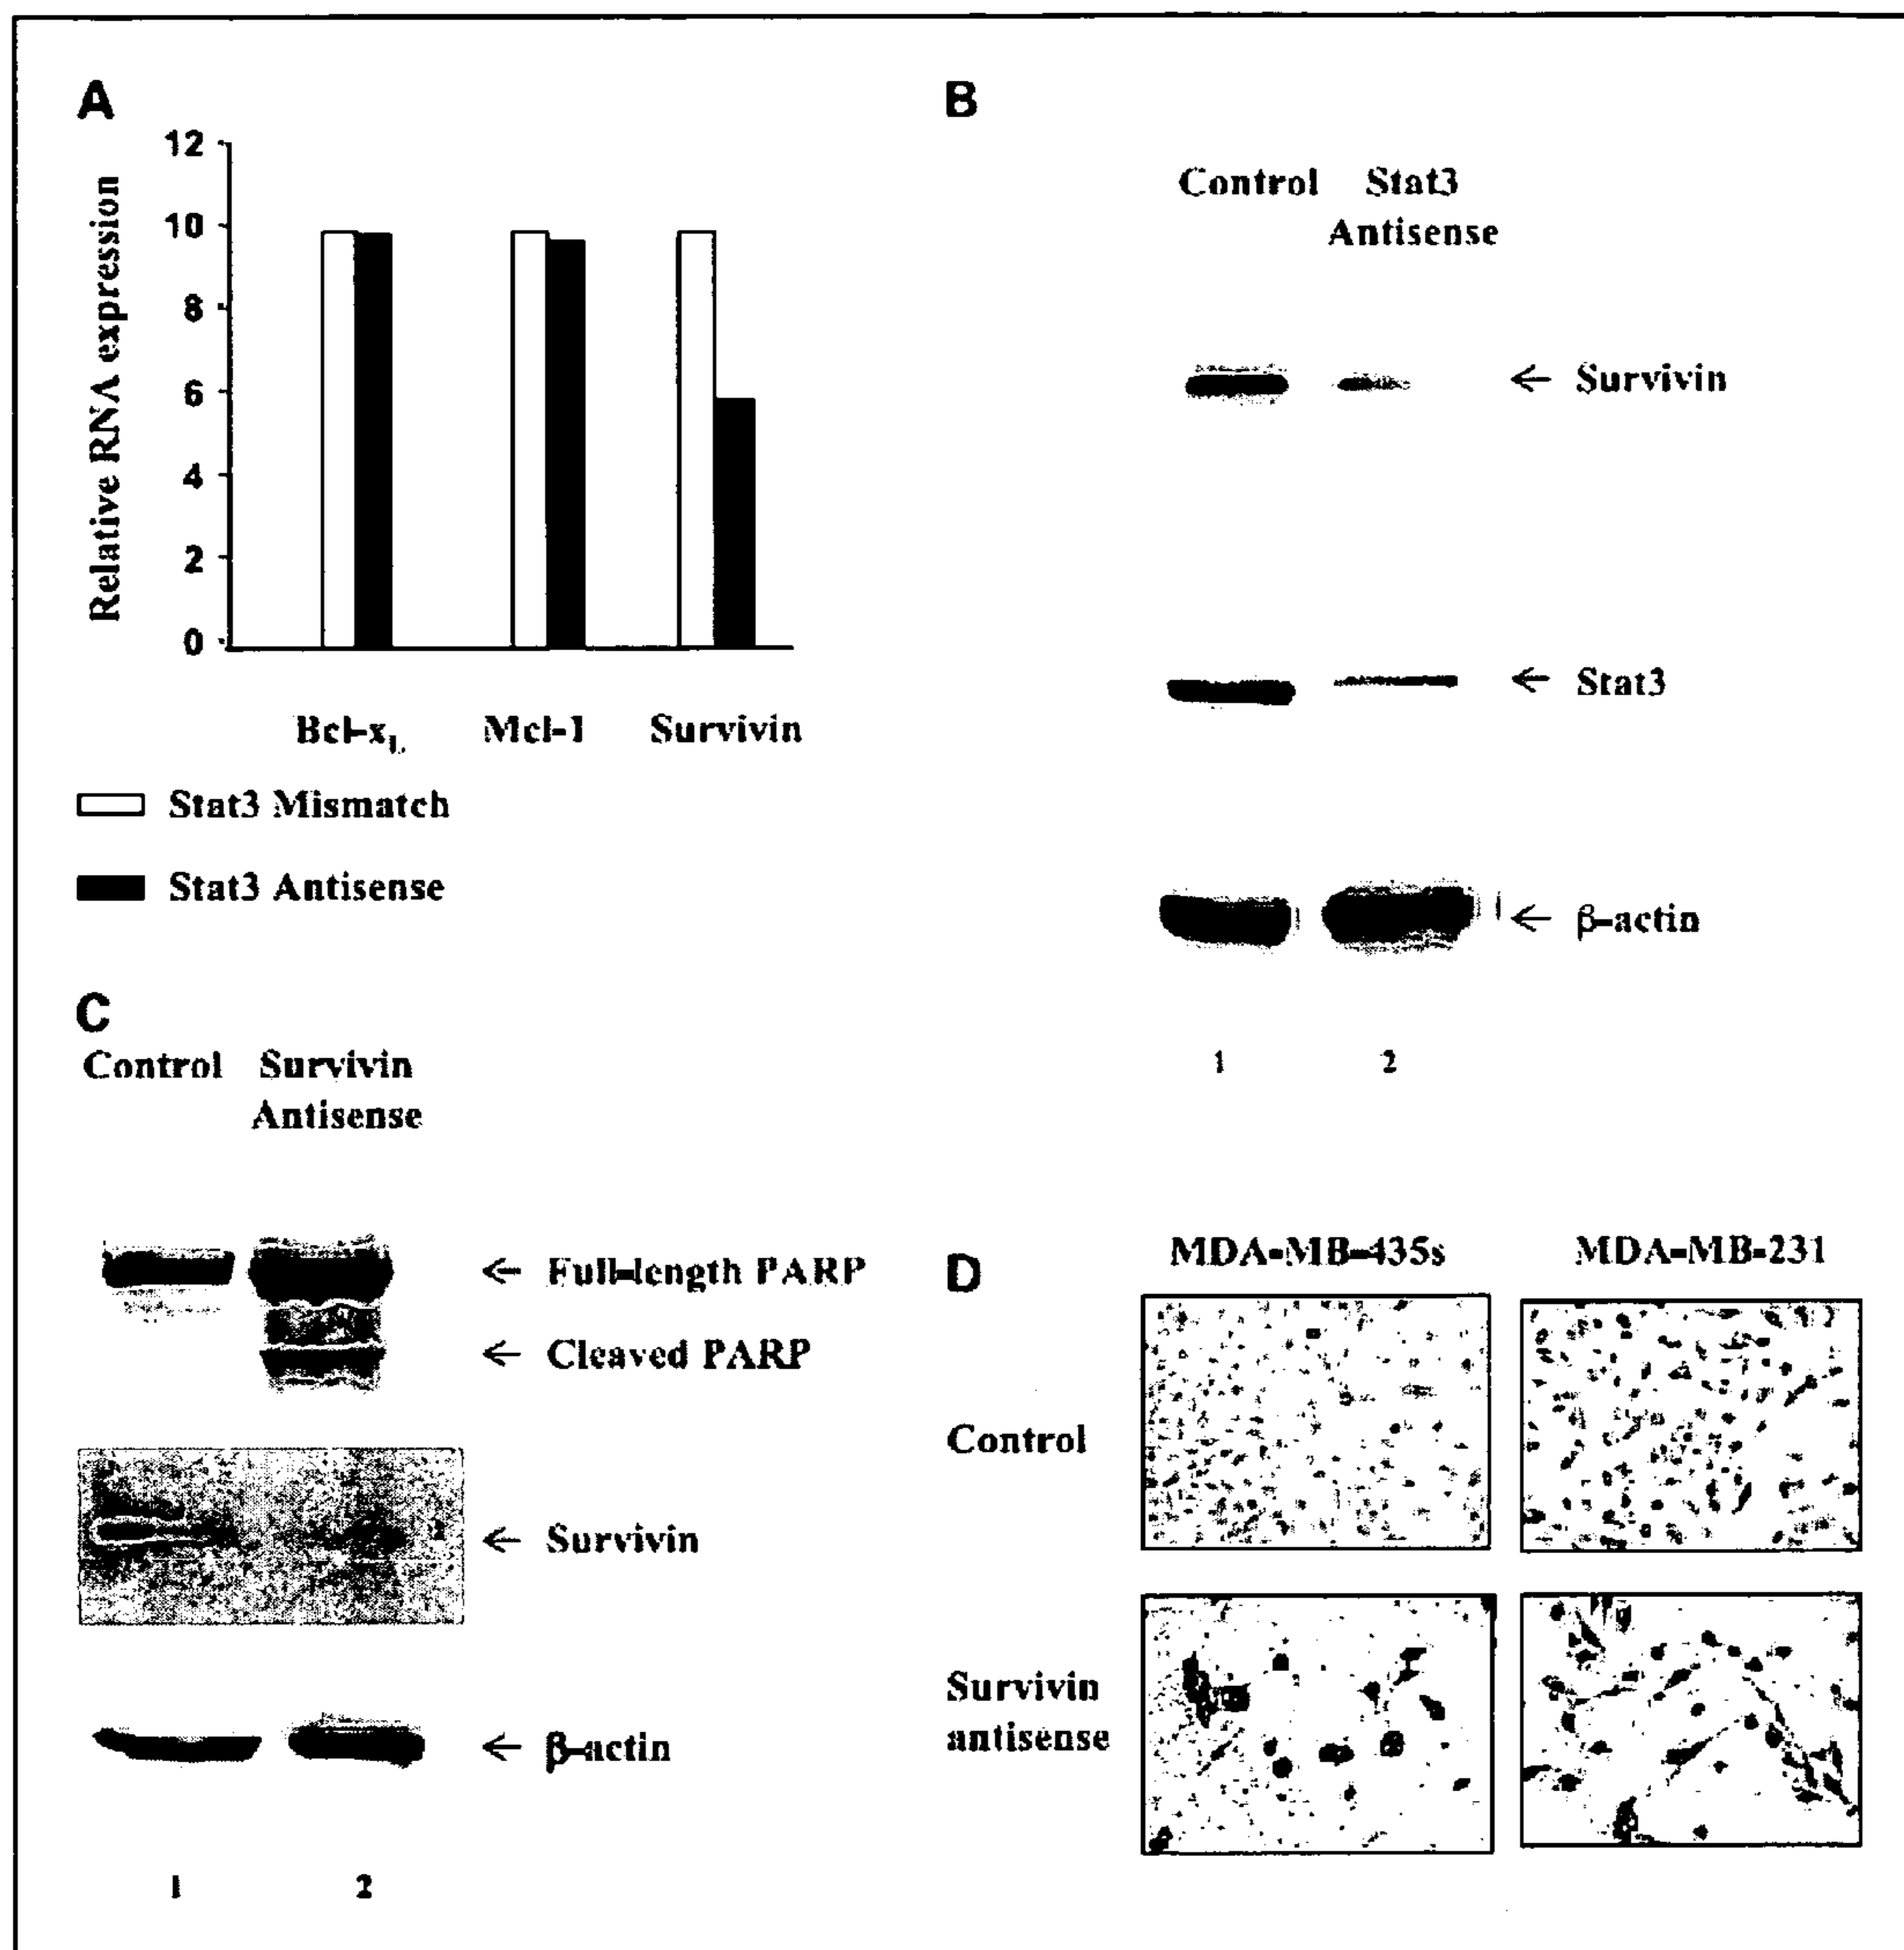 A
12
10
8
6
4
2
0
Relative RNA expression
Bcl-xL Mcl-1 Survivin
Stat3 Mismatch
Stat3 Antisense
B
Control Stat3
Antisense
← Survivin
← Stat3
← β-actin
1 2
C
Control Survivin
Antisense
← Full-length PARP
← Cleaved PARP
← Survivin
← β-actin
1 2
D
MDA-MB-435s MDA-MB-231
Control
Survivin
antisense